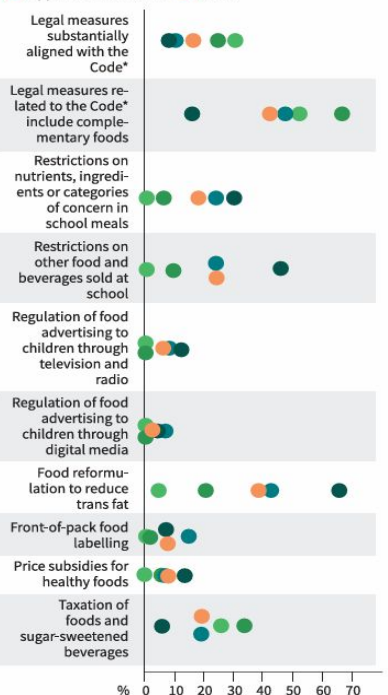 Legal measures
substantially
aligned with the
Code*
Legal measures re-
lated to the Code*
include comple-
mentary foods
Restrictions on
nutrients, ingredi-
ents or categories
of concern in
school meals
Restrictions on
other food and
beverages sold at
school
Regulation of food
advertising to
children through
television and
radio
Regulation of food
advertising to
children through
digital media
Food reformu-
lation to reduce
trans fat
Front-of-pack food
labelling
Price subsidies for
healthy foods
Taxation of
foods and
sugar-sweetened
beverages
% 0 10 20 30 40 50 60 70